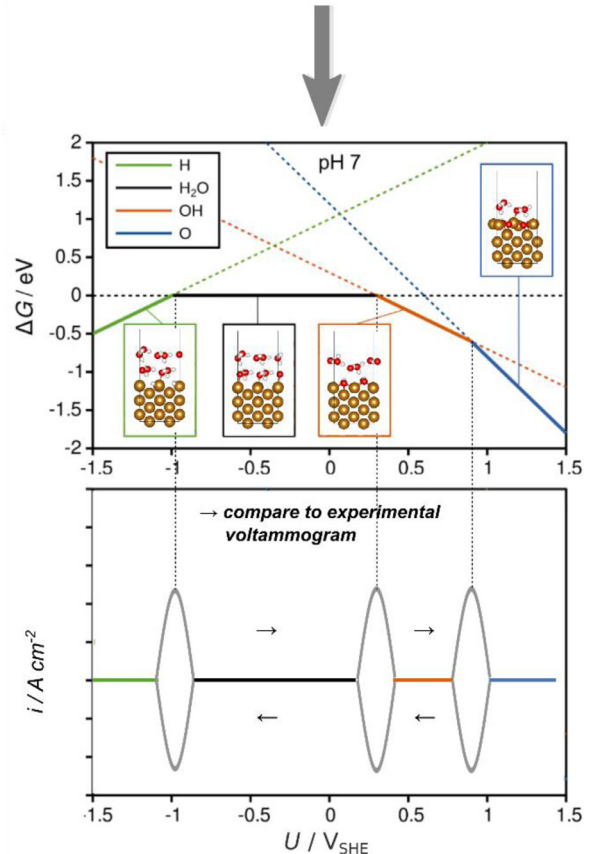 2
1.5
1
0.5
0
-0.5
-1
-1.5
-2
ΔG / eV
H
H₂O
OH
O
pH 7
-1.5
-1
-0.5
0
0.5
1
1.5
→ compare to experimental
voltammogram
→
→
←
←
i / A cm⁻²
-1.5
-1
-0.5
0
0.5
1
1.5
U / V_SHE